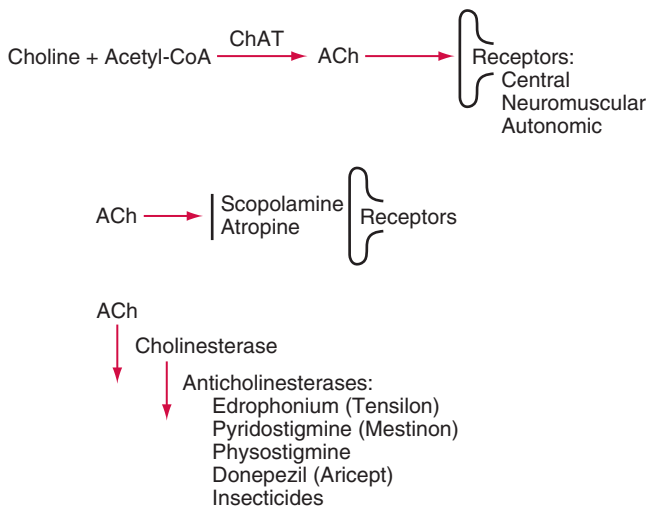 ChAT
Choline + Acetyl-CoA
ACh
Receptors:
Central
Neuromuscular
Autonomic
ACh
Scopolamine
Atropine
Receptors
ACh
Cholinesterase
Anticholinesterases:
Edrophonium (Tensilon)
Pyridostigmine (Mestinon)
Physostigmine
Donepezil (Aricept)
Insecticides